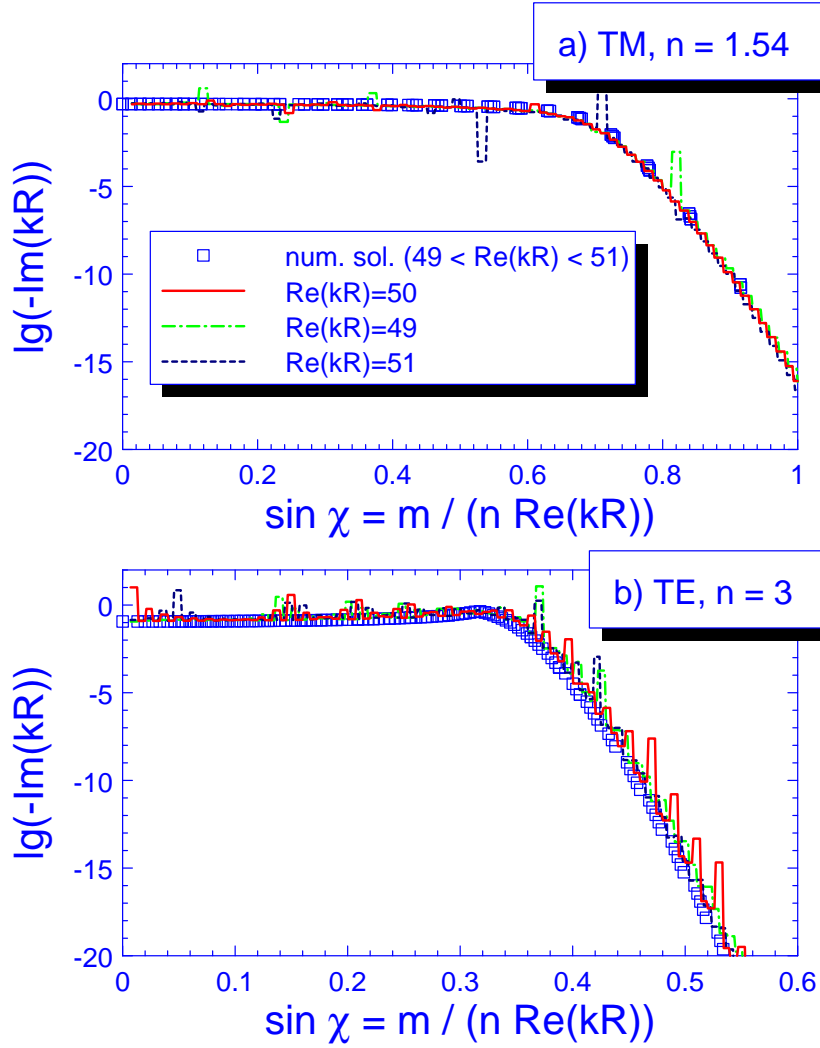 a) TM, n = 1.54
0
-5
-10
-15
-20
lg(-Im(kR))
num. sol. (49 < Re(kR) < 51)
Re(kR)=50
Re(kR)=49
Re(kR)=51
0 0.2 0.4 0.6 0.8 1
sin χ = m / (n Re(kR))
b) TE, n = 3
0
-5
-10
-15
-20
lg(-Im(kR))
0 0.1 0.2 0.3 0.4 0.5 0.6
sin χ = m / (n Re(kR))